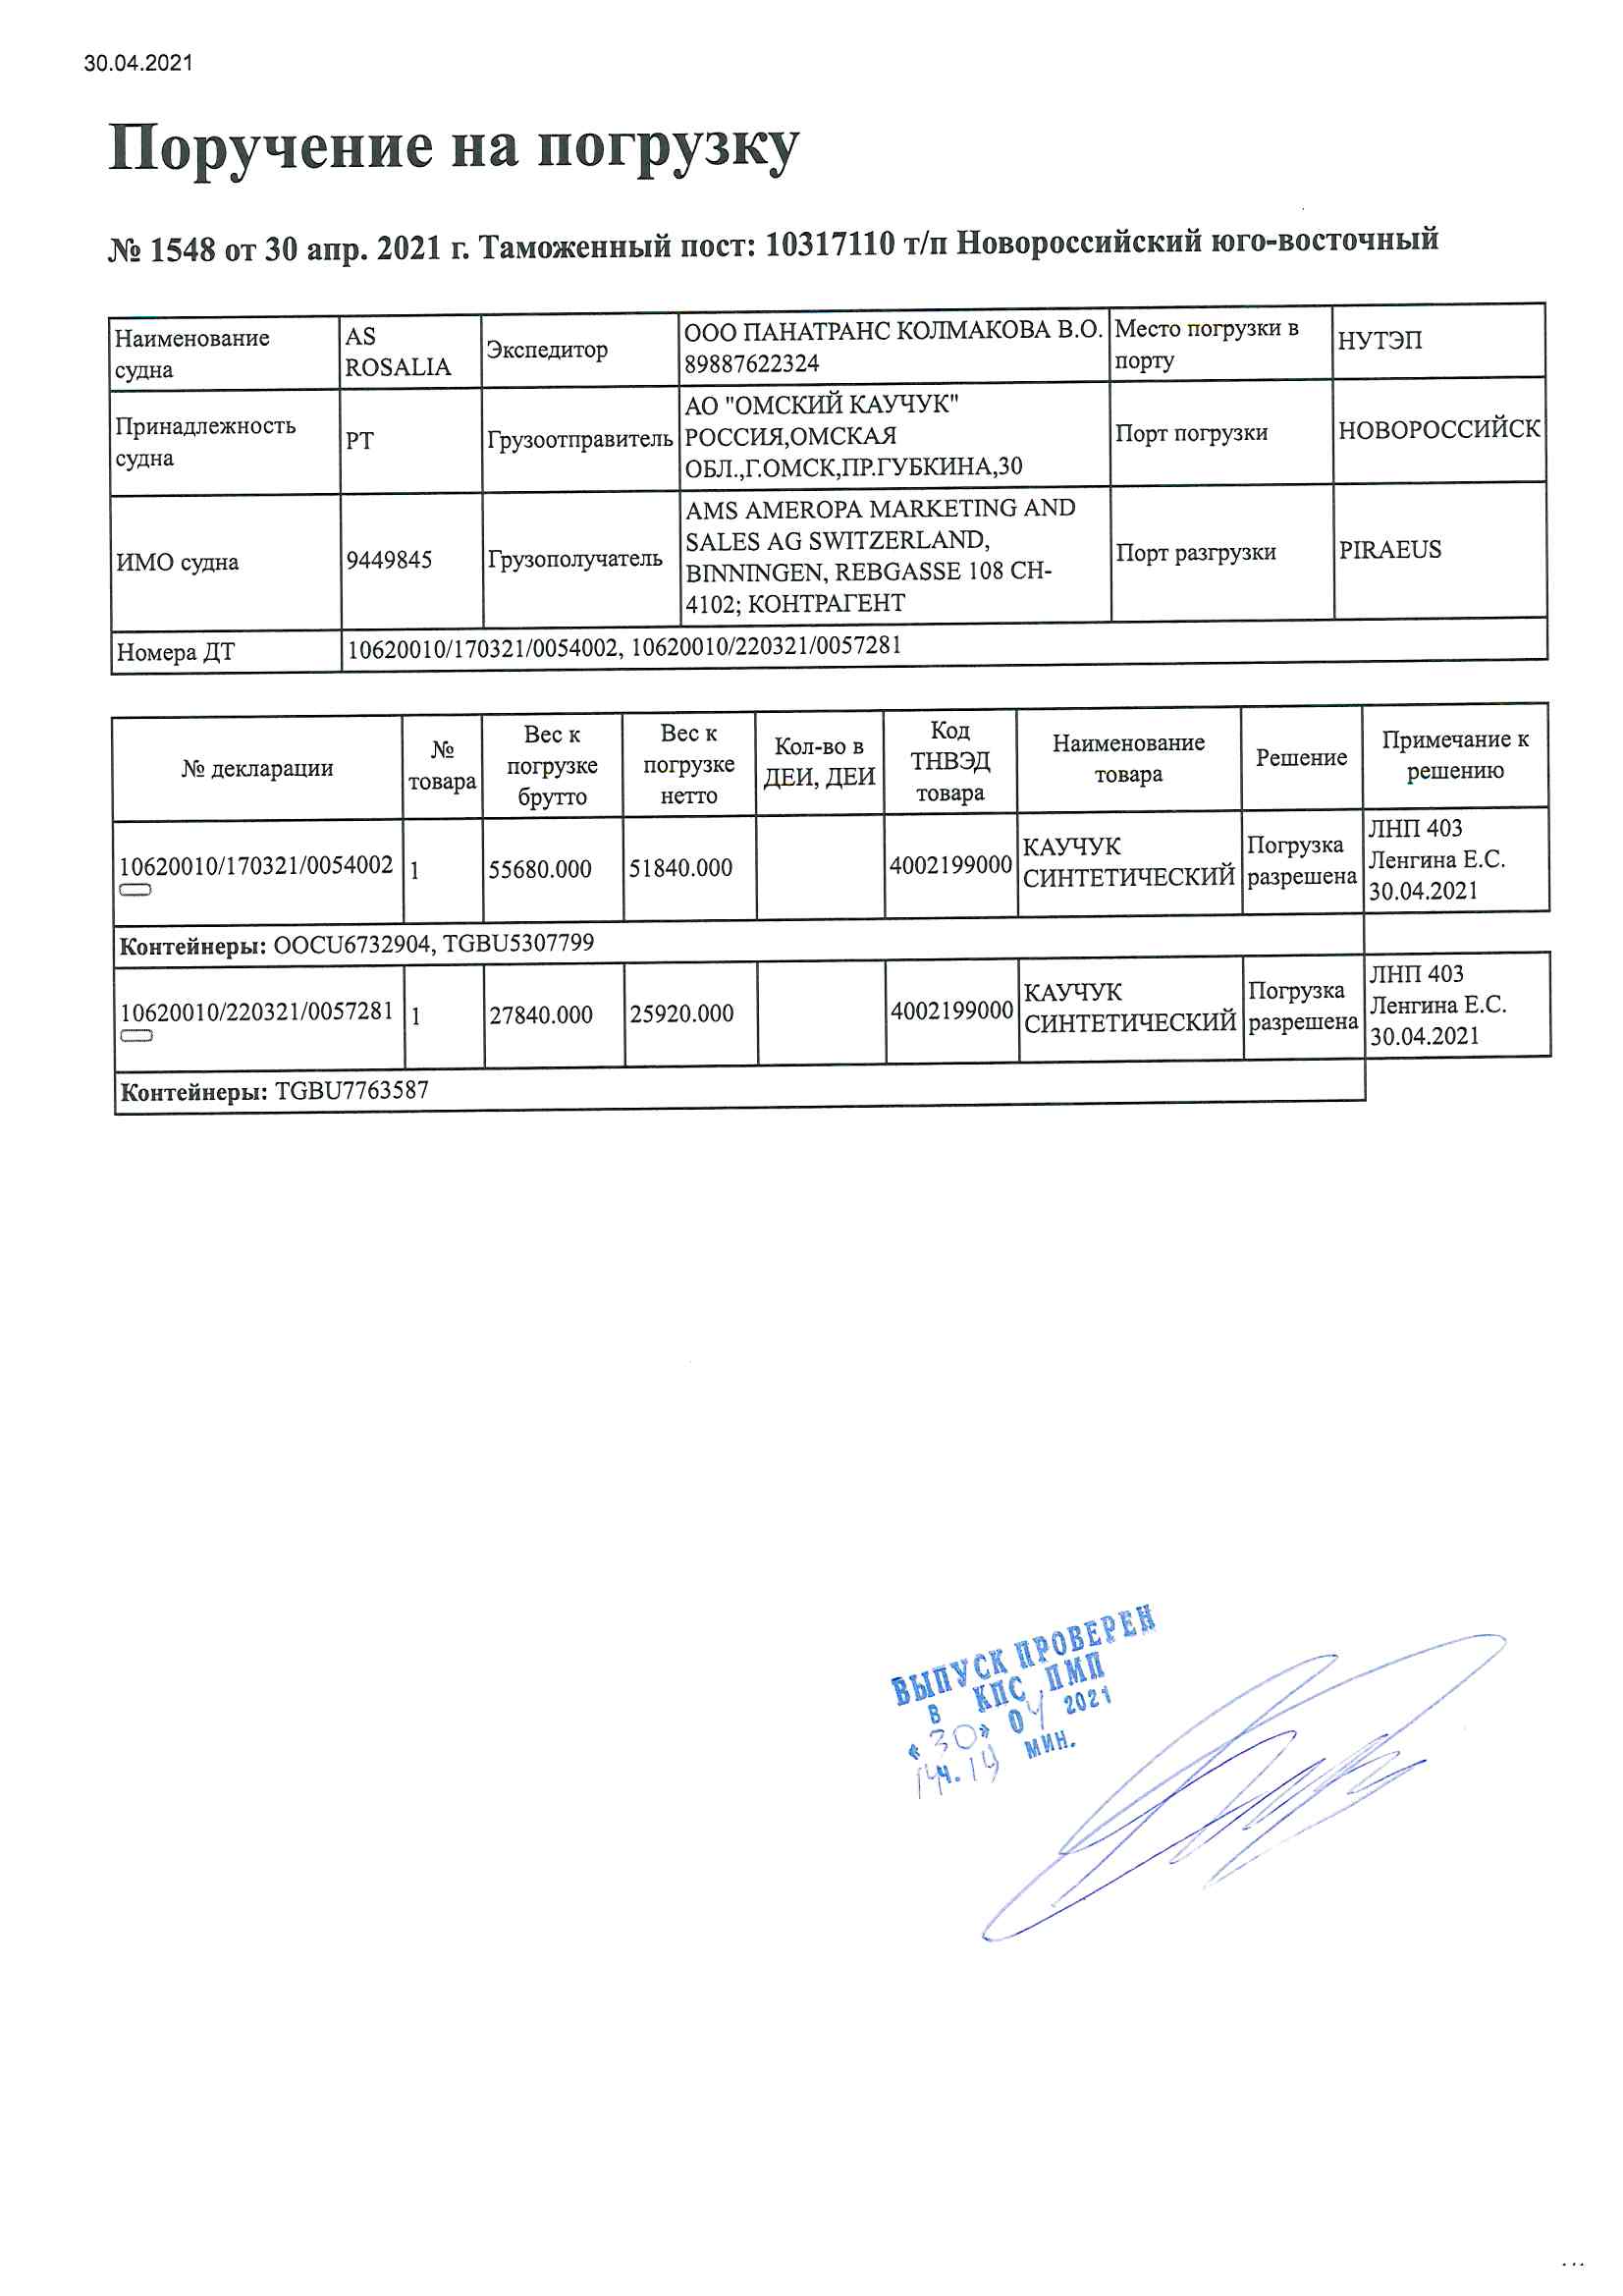 30.04.2021
Поручение на погрузку
№ 1548 от 30 апр. 2021 г. Таможенный пост: 10317110 т/п Новороссийский юго-восточный
Наименование судна
AS ROSALIA
Экспедитор
ООО ПАНАТРАНС КОЛМАКОВА В.О.
89887622324
Место погрузки в порту
НУТЭП
Принадлежность судна
РТ
Грузоотправитель
АО "ОМСКИЙ КАУЧУК"
РОССИЯ,ОМСКАЯ
ОБЛ.,Г.ОМСК,ПР.ГУБКИНА,30
Порт погрузки
НОВОРОССИЙСК
ИМО судна
9449845
Грузополучатель
AMS AMEROPA MARKETING AND
SALES AG SWITZERLAND,
BINNINGEN, REBGASSE 108 CH-
4102; КОНТРАГЕНТ
Порт разгрузки
PIRAEUS
Номера ДТ
10620010/170321/0054002, 10620010/220321/0057281
№ декларации
№ товара
Вес к погрузке брутто
Вес к погрузке нетто
Кол-во в ДЕИ, ДЕИ
Код ТНВЭД товара
Наименование товара
Решение
Примечание к решению
10620010/170321/0054002
1
55680.000
51840.000
4002199000
КАУЧУК СИНТЕТИЧЕСКИЙ
Погрузка разрешена
ЛНП 403
Ленгина Е.С.
30.04.2021
Контейнеры: OOCU6732904, TGBU5307799
10620010/220321/0057281
1
27840.000
25920.000
4002199000
КАУЧУК СИНТЕТИЧЕСКИЙ
Погрузка разрешена
ЛНП 403
Ленгина Е.С.
30.04.2021
Контейнеры: TGBU7763587
ВЫПУСК ПРОВЕРЕН
В КПС ПМП
«30» 04 2021
14ч. 14 мин.